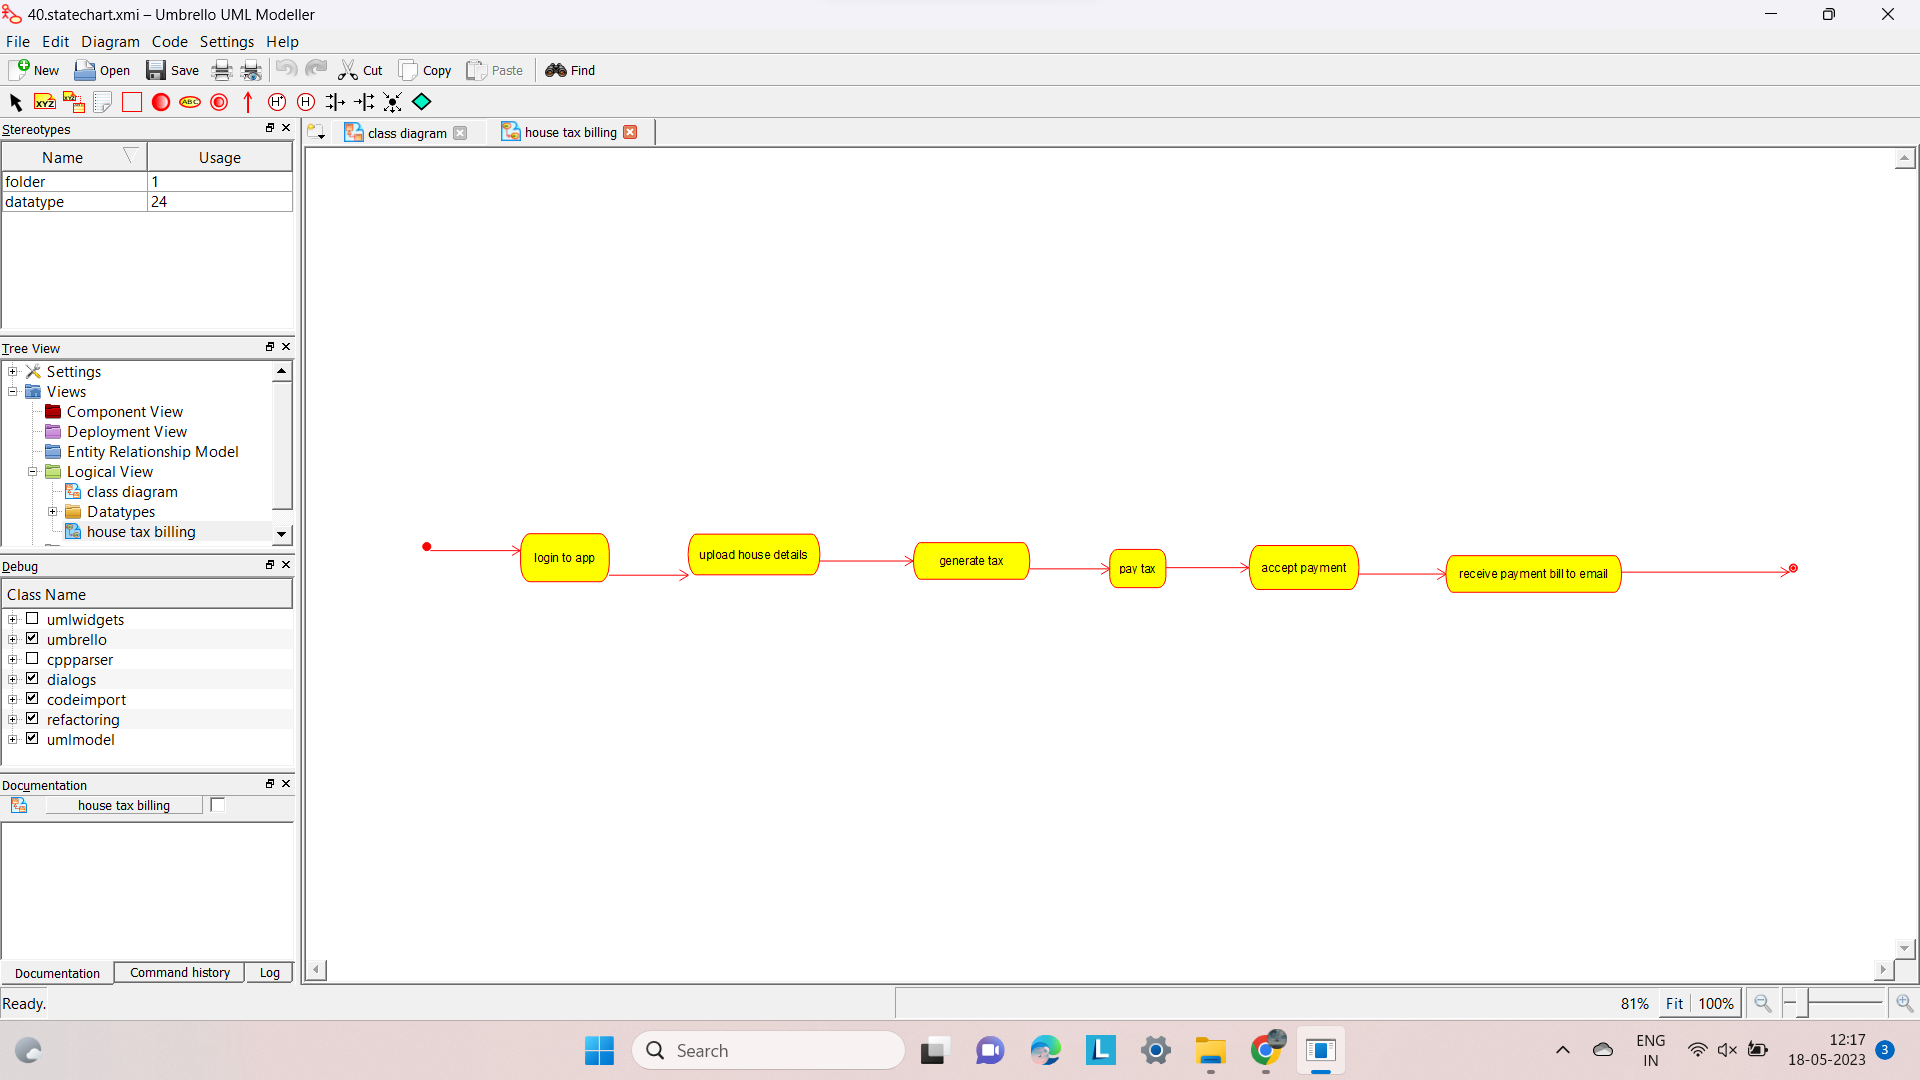 40.statechart.xmi – Umbrello UML Modeller
File Edit Diagram Code Settings Help
New Open Save Cut Copy Paste Find
XYZ XYZ ABC H* H
Stereotypes
class diagram
house tax billing
Name Usage
folder 1
datatype 24
Tree View
Settings
Views
Component View
Deployment View
Entity Relationship Model
Logical View
class diagram
Datatypes
house tax billing
login to app
upload house details
generate tax
pay tax
accept payment
receive payment bill to email
Debug
Class Name
umlwidgets
umbrello
cppparser
dialogs
codeimport
refactoring
umlmodel
Documentation
house tax billing
Documentation Command history Log
Ready.
81% Fit 100%
Search
L
ENG
IN
12:17
18-05-2023
3